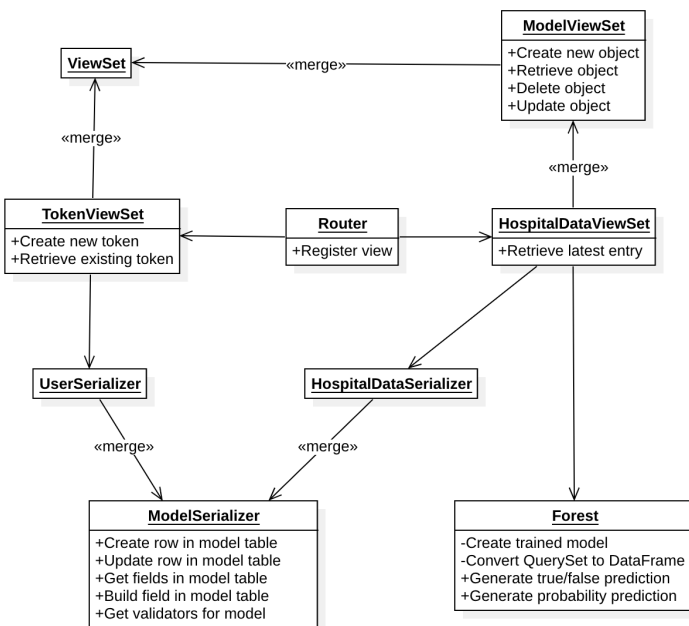 ModelViewSet
+Create new object
+Retrieve object
+Delete object
+Update object
ViewSet
«merge»
«merge»
«merge»
TokenViewSet
+Create new token
+Retrieve existing token
Router
+Register view
HospitalDataViewSet
+Retrieve latest entry
UserSerializer
HospitalDataSerializer
«merge»
«merge»
ModelSerializer
+Create row in model table
+Update row in model table
+Get fields in model table
+Build field in model table
+Get validators for model
Forest
-Create trained model
-Convert QuerySet to DataFrame
+Generate true/false prediction
+Generate probability prediction